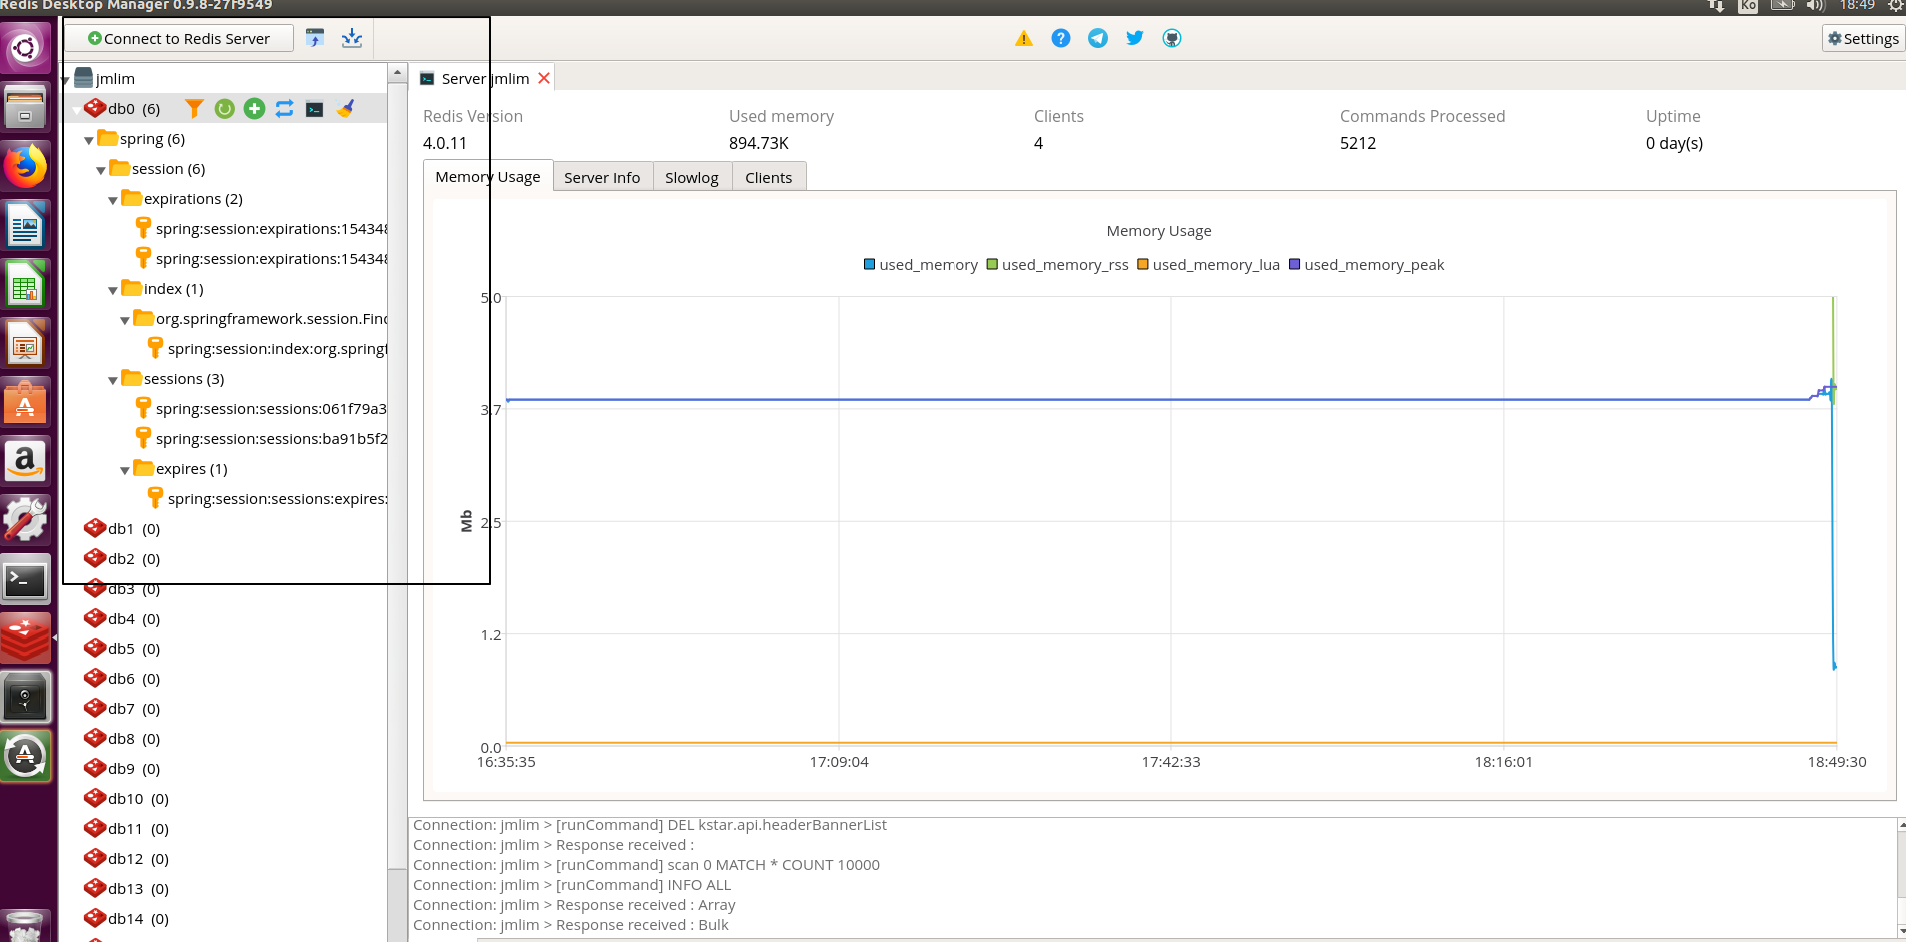 Redis Desktop Manager 0.9.8-27f9549
Ko
18:49
Connect to Redis Server
Settings
jmlim
db0 (6)
spring (6)
session (6)
expirations (2)
spring:session:expirations:154348
spring:session:expirations:154348
index (1)
org.springframework.session.Find
spring:session:index:org.springf
sessions (3)
spring:session:sessions:061f79a3
spring:session:sessions:ba91b5f2
expires (1)
spring:session:sessions:expires:
db1 (0)
db2 (0)
db3 (0)
db4 (0)
db5 (0)
db6 (0)
db7 (0)
db8 (0)
db9 (0)
db10 (0)
db11 (0)
db12 (0)
db13 (0)
db14 (0)
Server jmlim
Redis Version Used memory Clients Commands Processed Uptime
4.0.11 894.73K 4 5212 0 day(s)
Memory Usage Server Info Slowlog Clients
Memory Usage
used_memory used_memory_rss used_memory_lua used_memory_peak
5.0
3.7
2.5
1.2
0.0
Mb
16:35:35 17:09:04 17:42:33 18:16:01 18:49:30
Connection: jmlim > [runCommand] DEL kstar.api.headerBannerList
Connection: jmlim > Response received :
Connection: jmlim > [runCommand] scan 0 MATCH * COUNT 10000
Connection: jmlim > [runCommand] INFO ALL
Connection: jmlim > Response received : Array
Connection: jmlim > Response received : Bulk